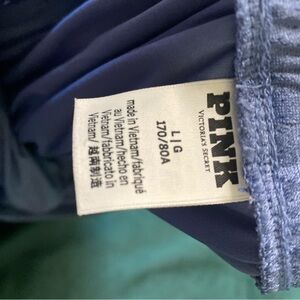 PINK
VICTORIA'S SECRET
L | G
170/80A
made in Vietnam/fabriqué
au Vietnam/hecho en
Vietnam/fabbricato in
Vietnam/越南制造